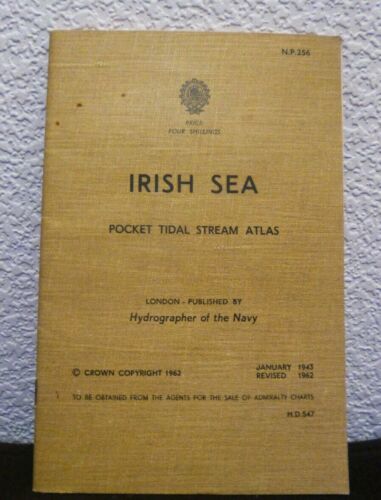 N.P.256
PRICE
FOUR SHILLINGS
IRISH SEA
POCKET TIDAL STREAM ATLAS
LONDON - PUBLISHED BY
Hydrographer of the Navy
© CROWN COPYRIGHT 1962
JANUARY 1943
REVISED 1962
TO BE OBTAINED FROM THE AGENTS FOR THE SALE OF ADMIRALTY CHARTS
H.D.547